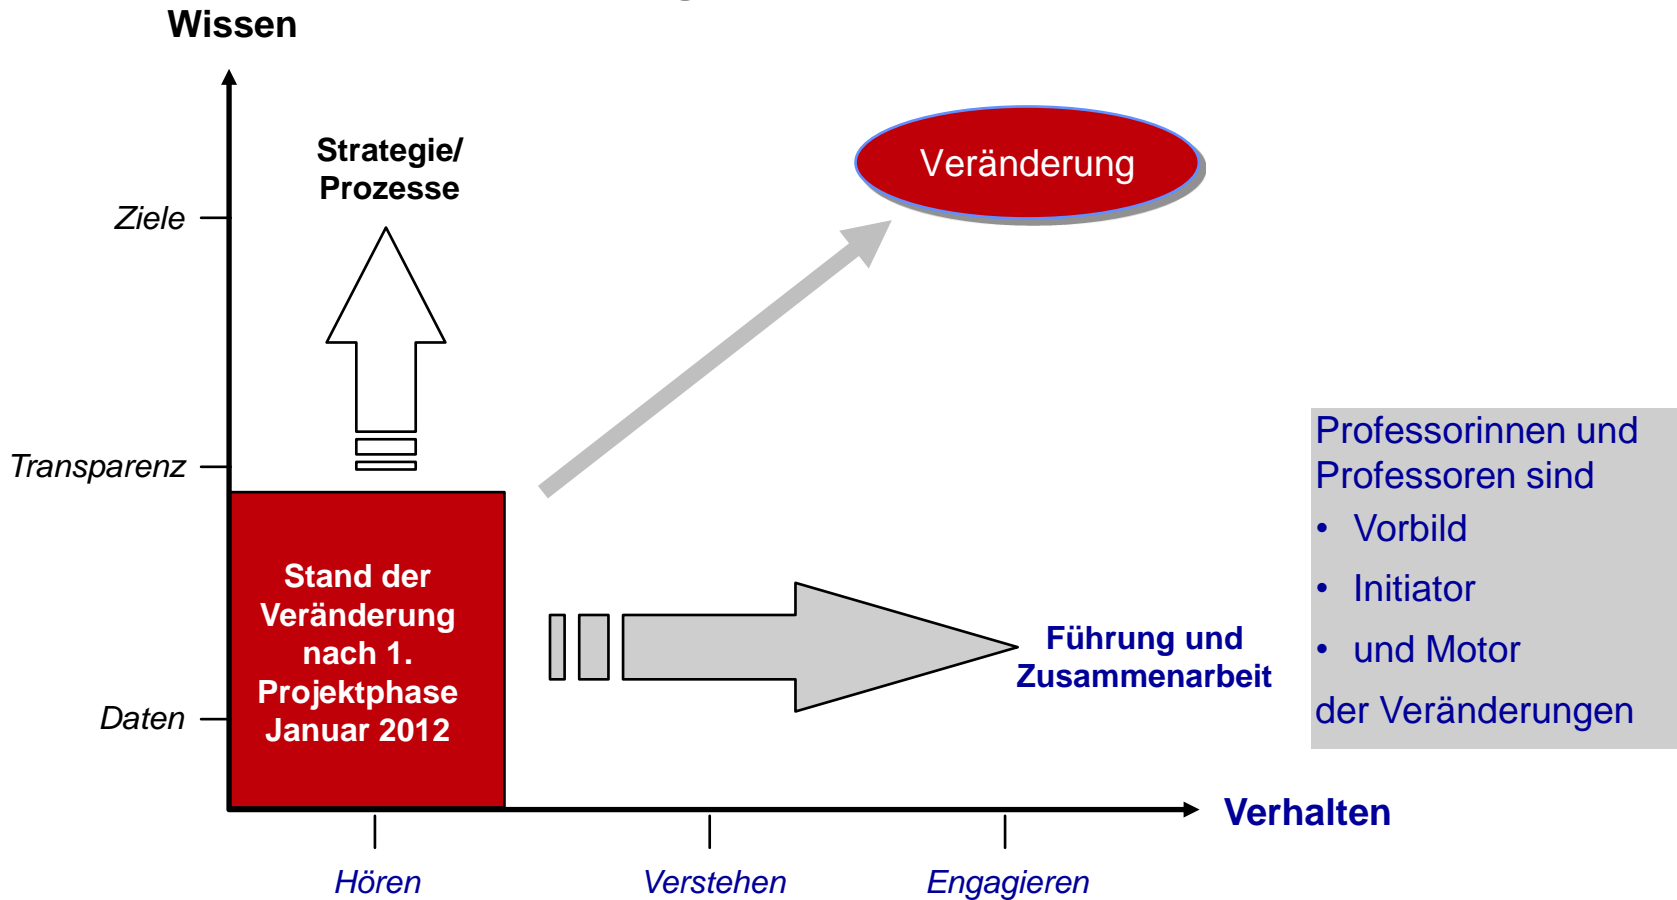 Wissen
Strategie/
Prozesse
Veränderung
Ziele
Transparenz
Daten
Stand der
Veränderung
nach 1.
Projektphase
Januar 2012
Führung und
Zusammenarbeit
Professorinnen und
Professoren sind
• Vorbild
• Initiator
• und Motor
der Veränderungen
Verhalten
Hören
Verstehen
Engagieren